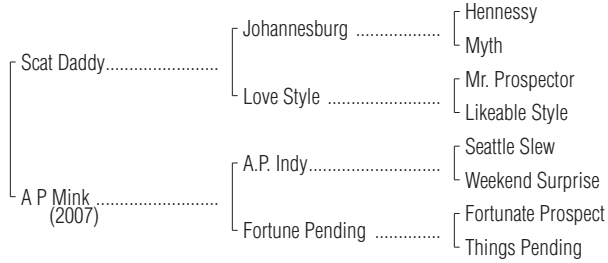 Hennessy
Johannesburg ..................
Myth
Scat Daddy........................
Mr. Prospector
Love Style ........................
Likeable Style
Seattle Slew
A.P. Indy............................
Weekend Surprise
A P Mink ..........................
(2007)
Fortunate Prospect
Fortune Pending ..............
Things Pending